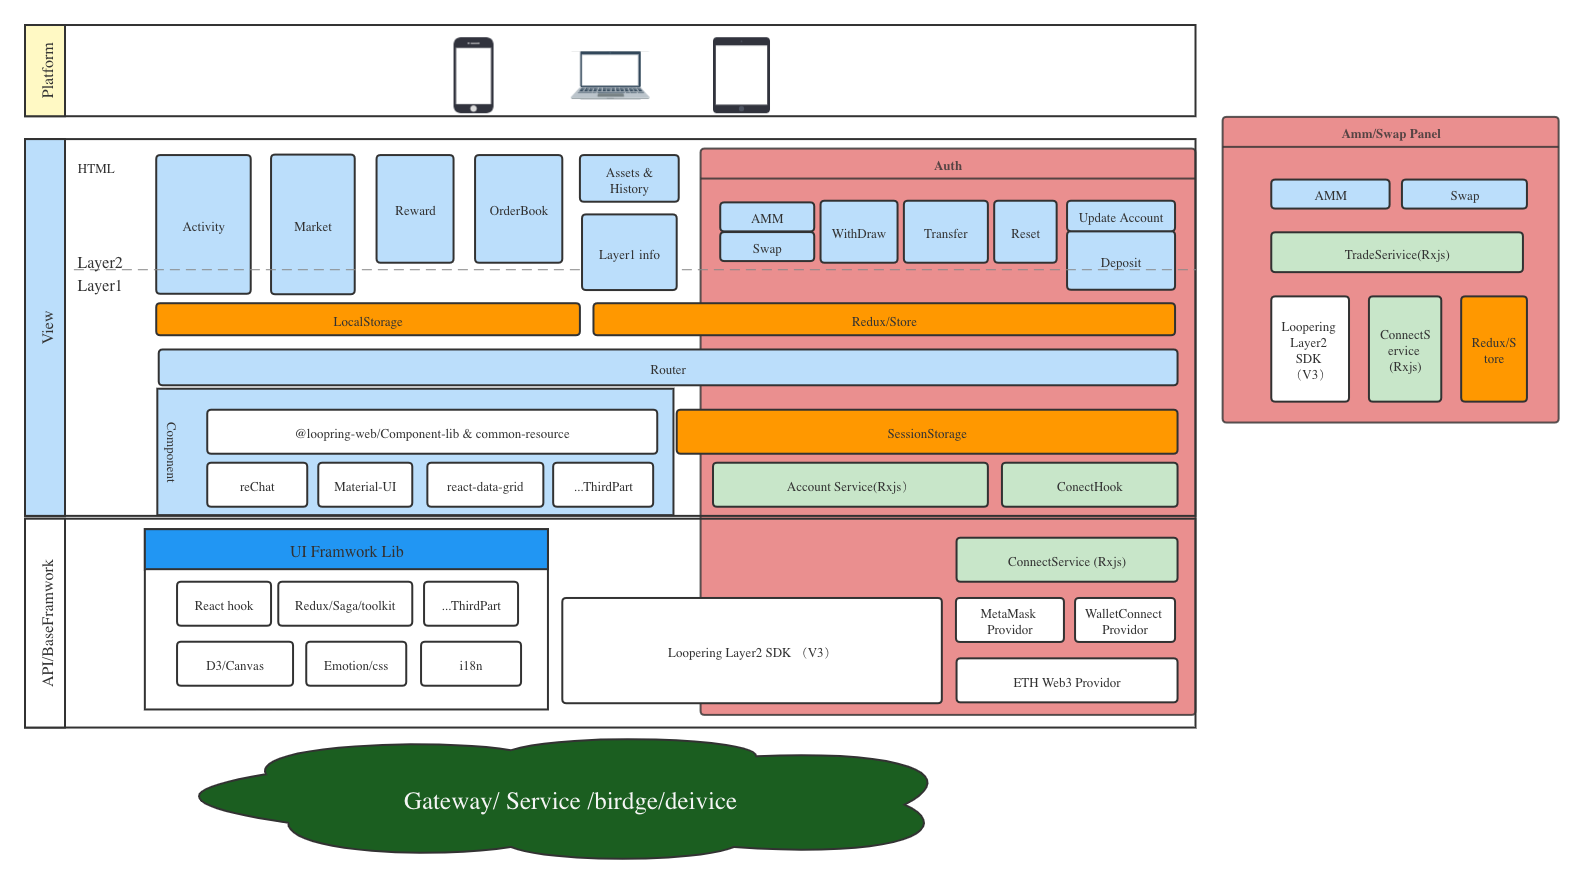 Platform
Amm/Swap Panel
AMM
Swap
TradeSerivice(Rxjs)
Loopering
Layer2
SDK
（V3）
ConnectS
ervice
(Rxjs)
Redux/S
tore
View
HTML
Layer2
Layer1
Activity
Market
Reward
OrderBook
Assets &
History
Layer1 info
Auth
AMM
Swap
WithDraw
Transfer
Reset
Update Account
Deposit
LocalStorage
Redux/Store
Router
Component
@loopring-web/Component-lib & common-resource
reChat
Material-UI
react-data-grid
...ThirdPart
SessionStorage
Account Service(Rxjs）
ConectHook
API/BaseFramwork
UI Framwork Lib
React hook
Redux/Saga/toolkit
...ThirdPart
D3/Canvas
Emotion/css
i18n
Loopering Layer2 SDK （V3）
ConnectService (Rxjs)
MetaMask
Providor
WalletConnect
Providor
ETH Web3 Providor
Gateway/ Service /birdge/deivice